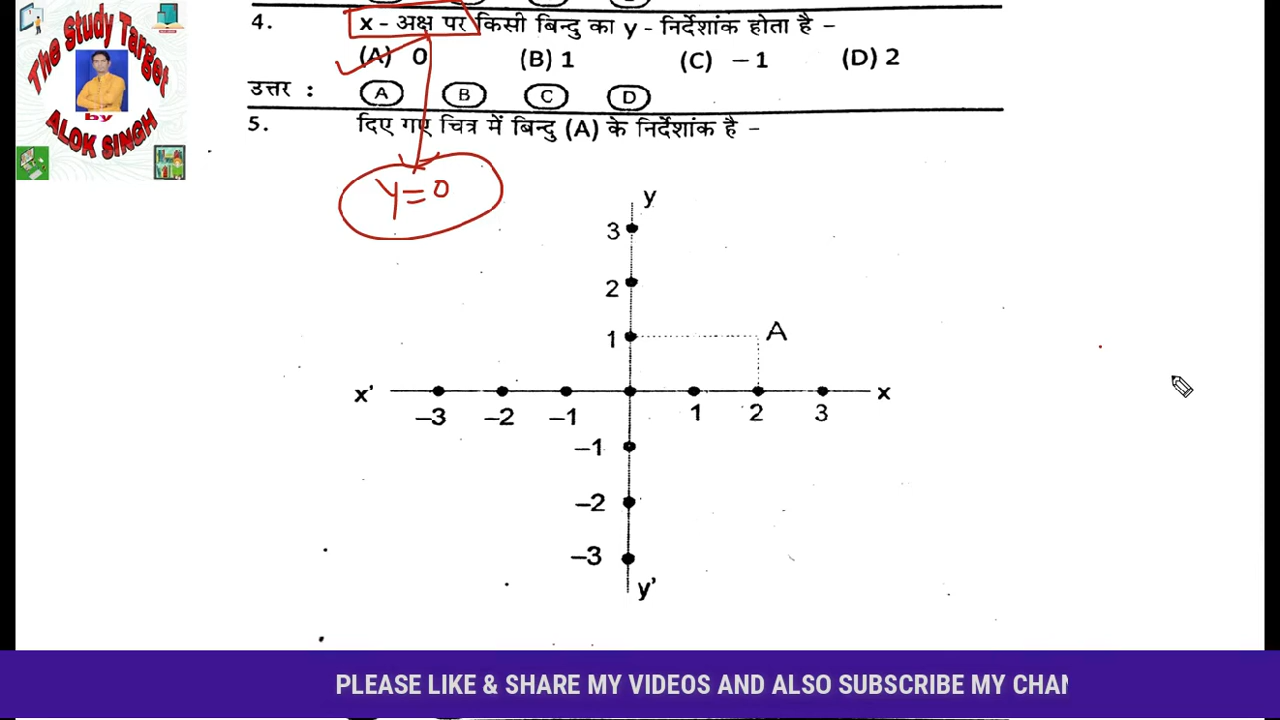 The Study Target
by
ALOK SINGH
4. x - अक्ष पर किसी बिन्दु का y - निर्देशांक होता है -
(A) 0 (B) 1 (C) -1 (D) 2
उत्तर : A B C D
5. दिए गए चित्र में बिन्दु (A) के निर्देशांक है -
y=0
y
3
2
1 A
x' x
-3 -2 -1 1 2 3
-1
-2
-3
y'
PLEASE LIKE & SHARE MY VIDEOS AND ALSO SUBSCRIBE MY